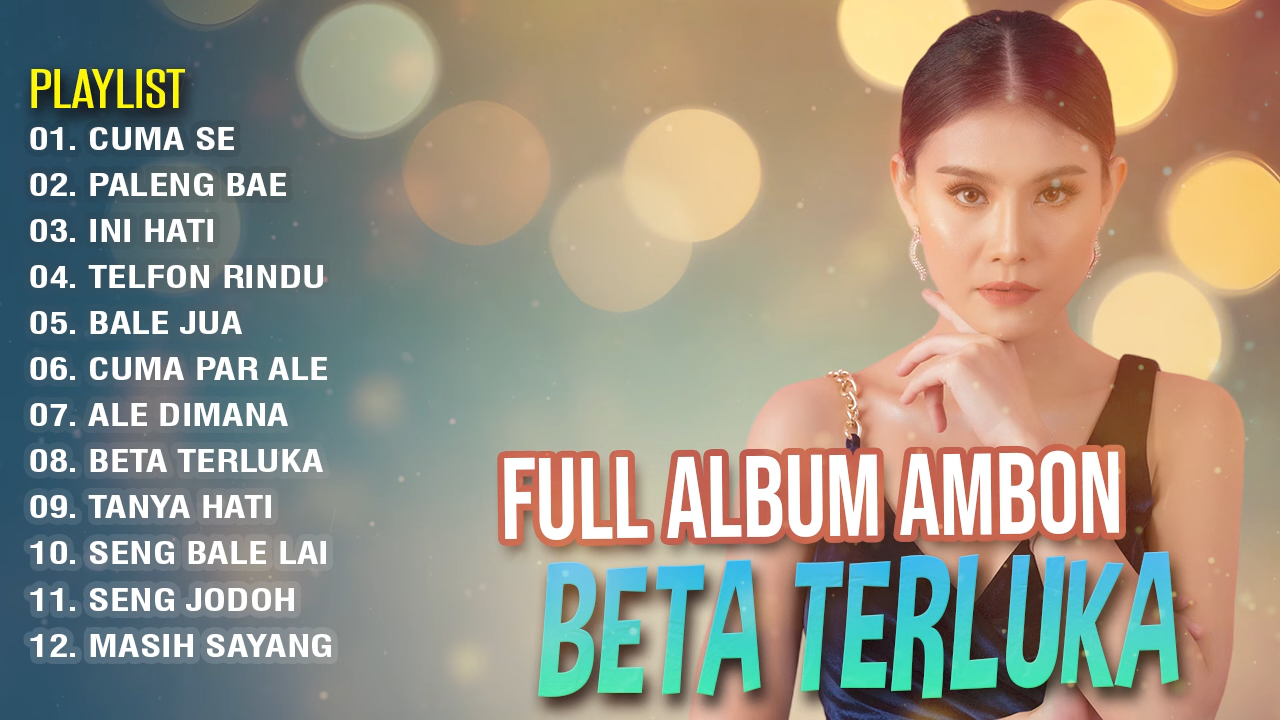 PLAYLIST
01. CUMA SE
02. PALENG BAE
03. INI HATI
04. TELFON RINDU
05. BALE JUA
06. CUMA PAR ALE
07. ALE DIMANA
08. BETA TERLUKA
09. TANYA HATI
10. SENG BALE LAI
11. SENG JODOH
12. MASIH SAYANG
FULL ALBUM AMBON
BETA TERLUKA